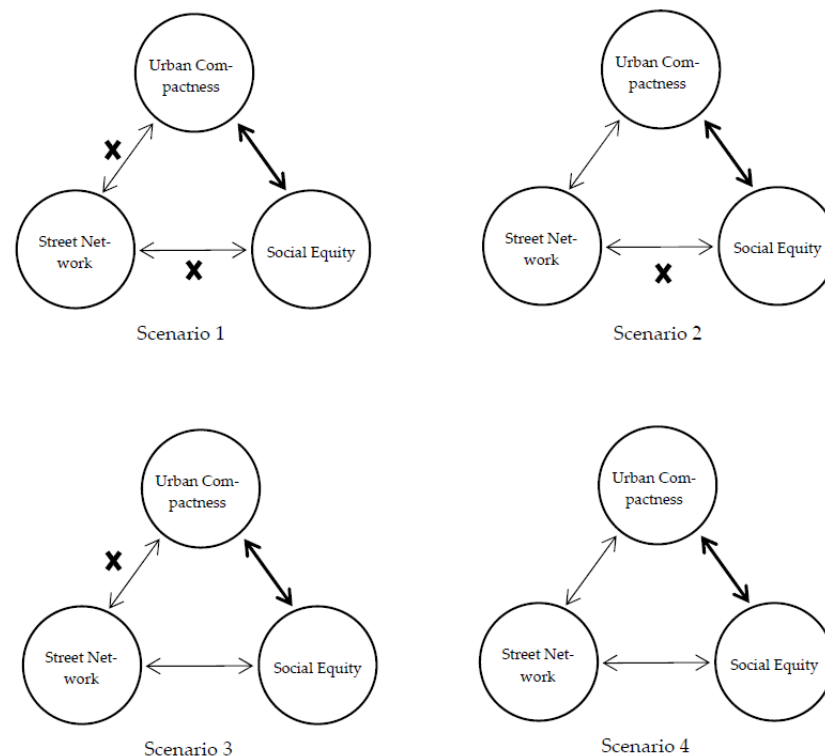 Urban Com-
pactness
Street Net-
work
Social Equity
Scenario 1
Urban Com-
pactness
Street Net-
work
Social Equity
Scenario 2
Urban Com-
pactness
Street Net-
work
Social Equity
Scenario 3
Urban Com-
pactness
Street Net-
work
Social Equity
Scenario 4